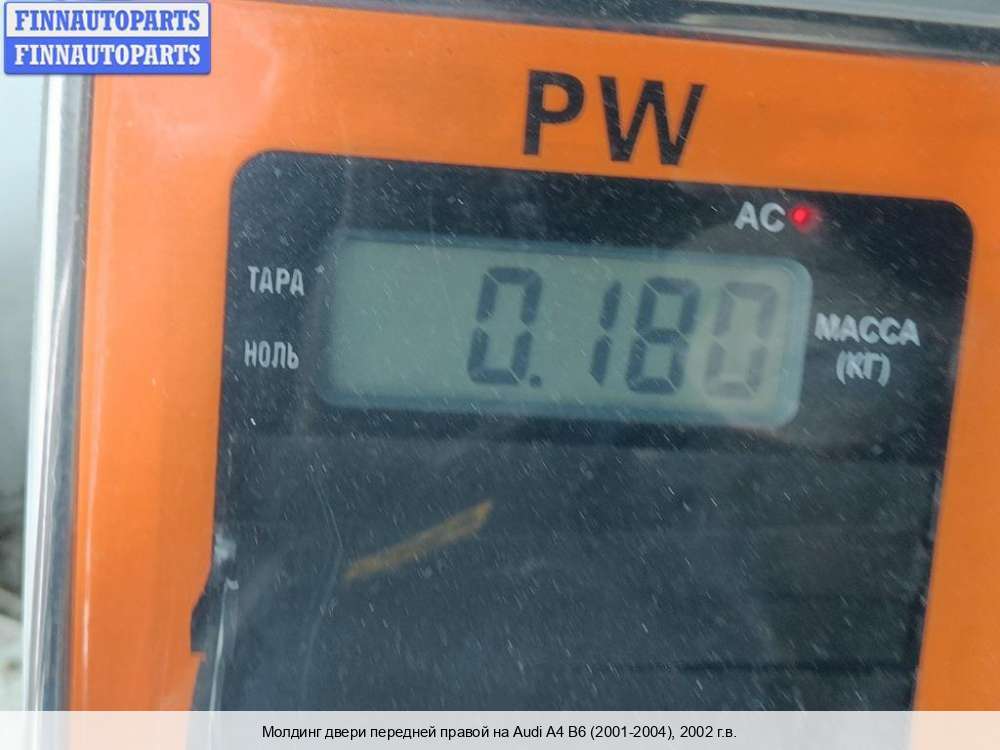 FINNAUTOPARTS
FINNAUTOPARTS
PW
AC
ТАРА
0.180
МАССА
(КГ)
НОЛЬ
Молдинг двери передней правой на Audi A4 B6 (2001-2004), 2002 г.в.